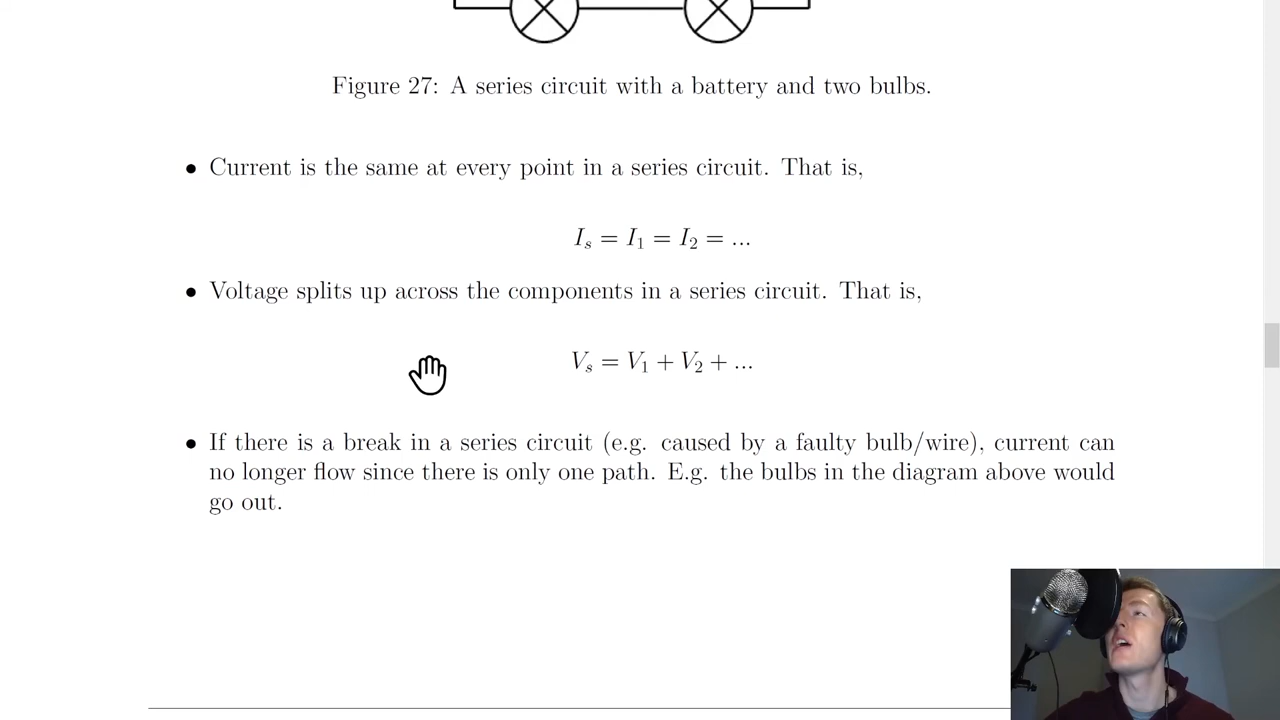 Figure 27: A series circuit with a battery and two bulbs.
• Current is the same at every point in a series circuit. That is,
I_s = I_1 = I_2 = ...
• Voltage splits up across the components in a series circuit. That is,
V_s = V_1 + V_2 + ...
• If there is a break in a series circuit (e.g. caused by a faulty bulb/wire), current can
no longer flow since there is only one path. E.g. the bulbs in the diagram above would
go out.